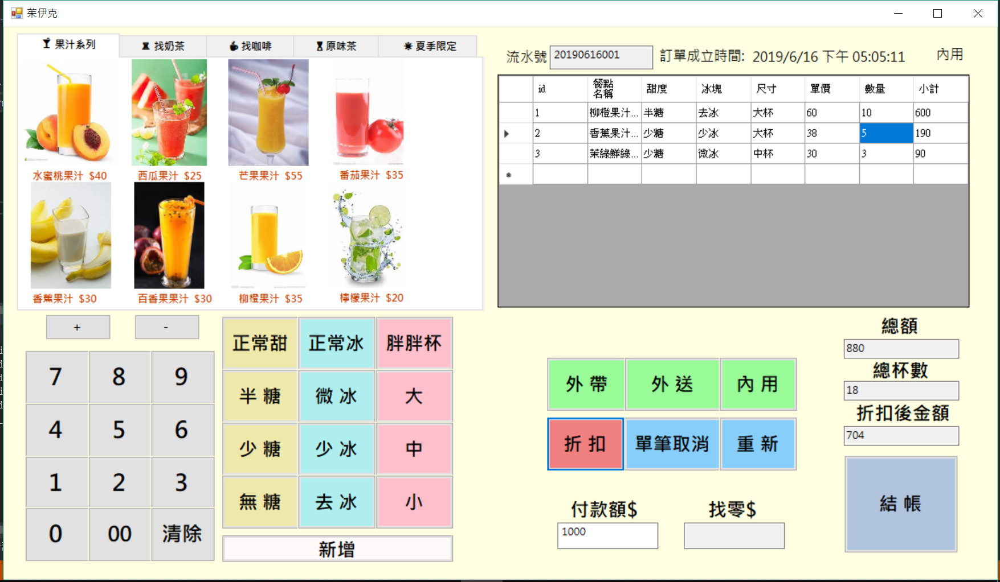 茱伊克
果汁系列 找奶茶 找咖啡 原味茶 夏季限定
水蜜桃果汁 $40 西瓜果汁 $25 芒果果汁 $55 番茄果汁 $35
香蕉果汁 $30 百香果果汁 $30 柳橙果汁 $35 檸檬果汁 $20
+ -
7 8 9
4 5 6
1 2 3
0 00 清除
正常甜 正常冰 胖胖杯
半 糖 微 冰 大
少 糖 少 冰 中
無 糖 去 冰 小
新增
流水號 20190616001 訂單成立時間: 2019/6/16 下午 05:05:11 內用
id 餐點名稱 甜度 冰塊 尺寸 單價 數量 小計
1 柳橙果汁... 半糖 去冰 大杯 60 10 600
2 香蕉果汁... 少糖 少冰 大杯 38 5 190
3 茉綠鮮綠... 少糖 微冰 中杯 30 3 90
外 帶 外 送 內 用
折 扣 單筆取消 重 新
付款額$ 找零$
1000
總額
880
總杯數
18
折扣後金額
704
結 帳